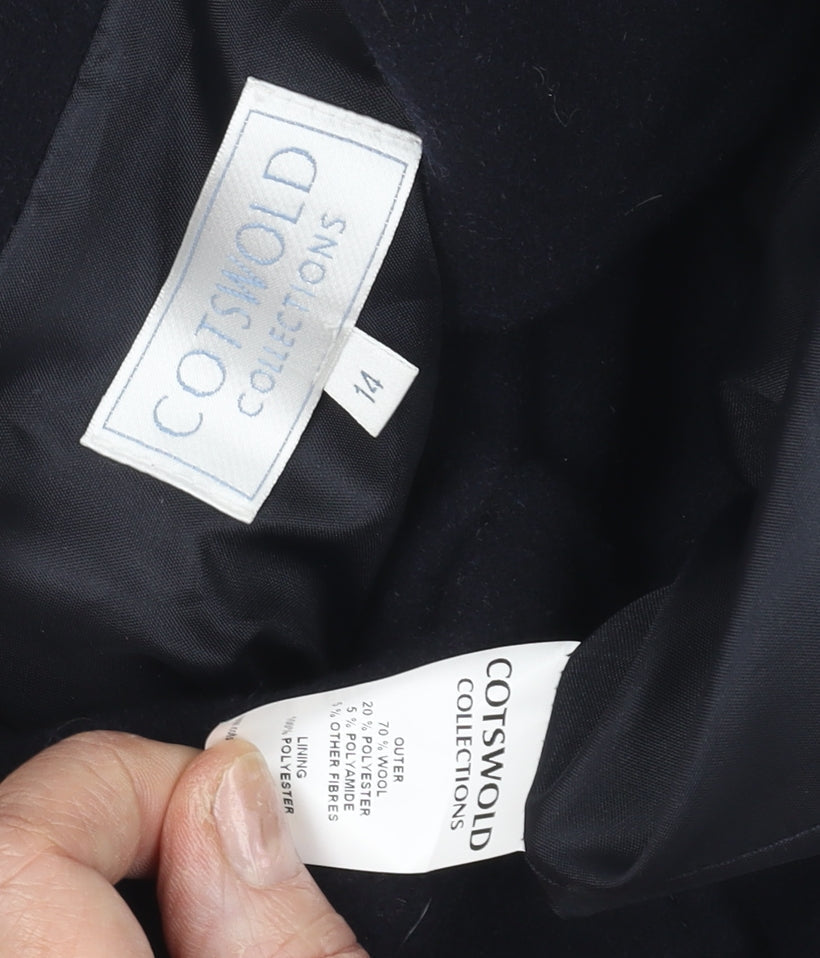 COTSWOLD
COLLECTIONS
14
COTSWOLD
COLLECTIONS
OUTER
70% WOOL
20% POLYESTER
5% POLYAMIDE
5% OTHER FIBRES
LINING
100% POLYESTER